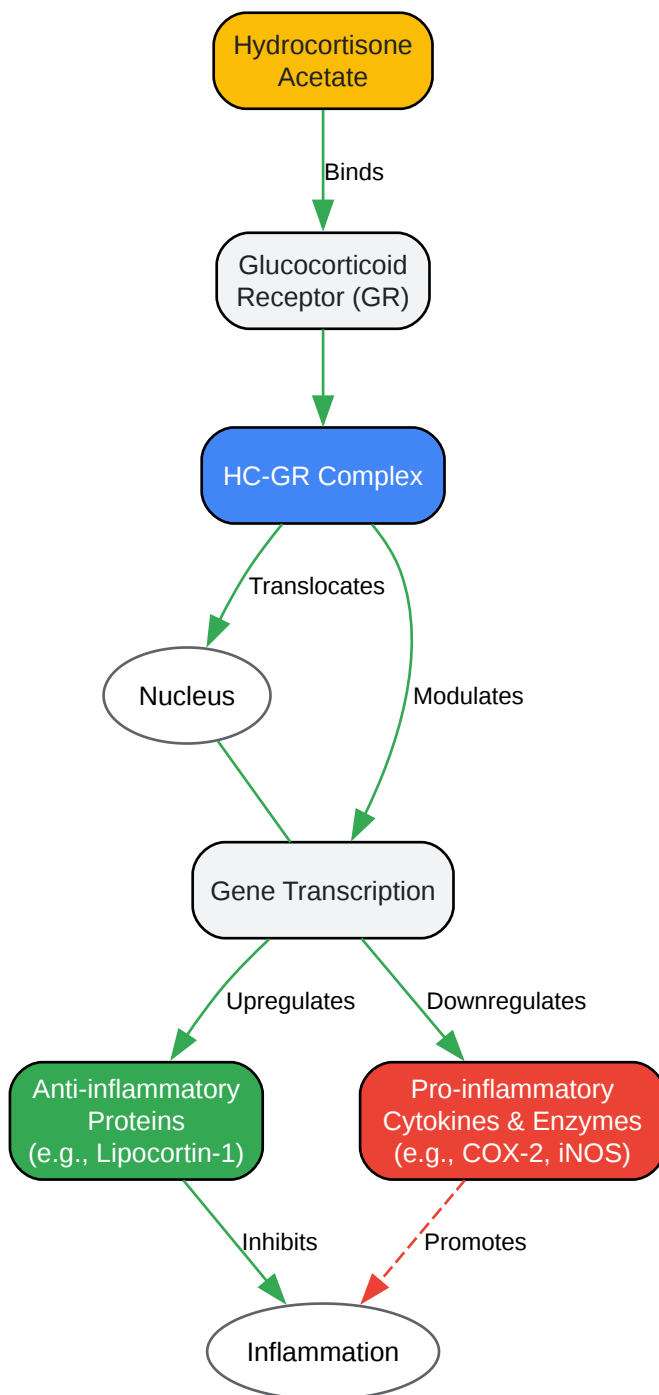 Hydrocortisone
Acetate
Binds
Glucocorticoid
Receptor (GR)
HC-GR Complex
Translocates
Nucleus
Modulates
Gene Transcription
Upregulates
Downregulates
Anti-inflammatory
Proteins
(e.g., Lipocortin-1)
Pro-inflammatory
Cytokines & Enzymes
(e.g., COX-2, iNOS)
Inhibits
Promotes
Inflammation